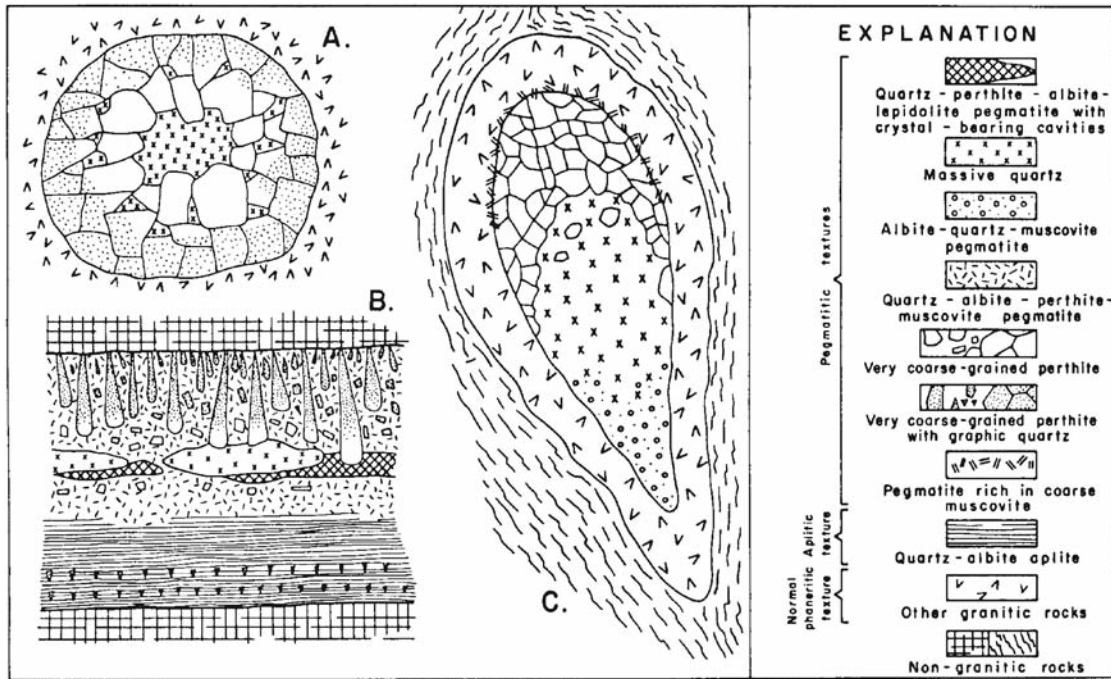 A.
B.
C.
EXPLANATION
Quartz - perthite - albite-
lepidolite pegmatite with
crystal - bearing cavities
Massive quartz
Albite-quartz-muscovite
pegmatite
Quartz - albite - perthite-
muscovite pegmatite
Very coarse-grained perthite
Very coarse-grained perthite
with graphic quartz
Pegmatite rich in coarse
muscovite
Quartz-albite aplite
Other granitic rocks
Non-granitic rocks
Pegmatitic textures
Aplitic
texture
Normal
phaneritic
texture